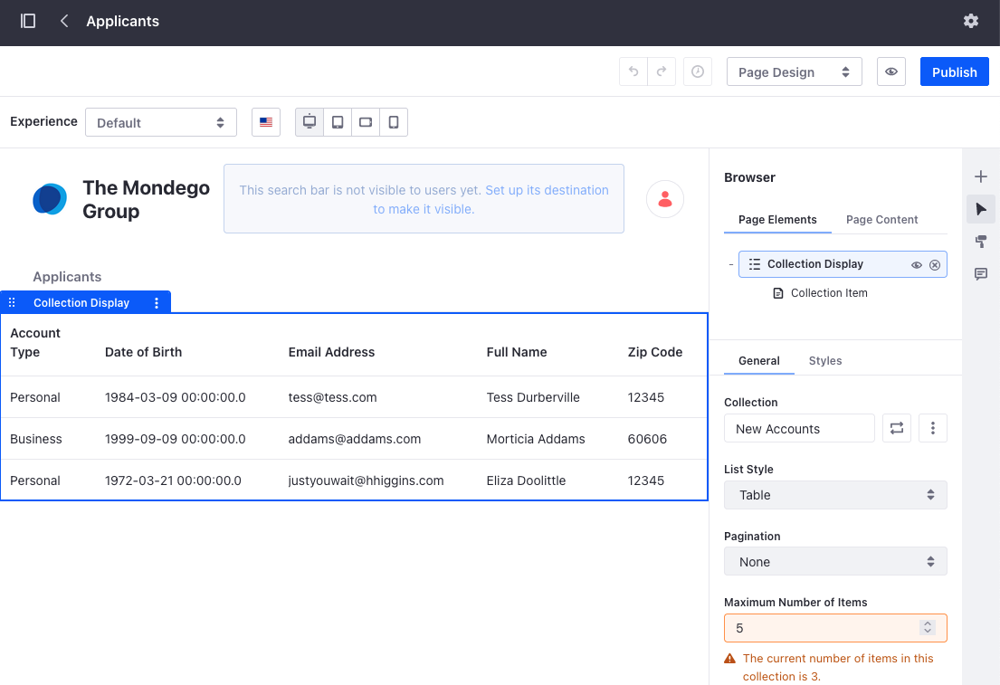 Applicants
Page Design
Publish
Experience
Default
The Mondego
Group
This search bar is not visible to users yet. Set up its destination
to make it visible.
Applicants
Collection Display
Account
Type Date of Birth Email Address Full Name Zip Code
Personal 1984-03-09 00:00:00.0 tess@tess.com Tess Durberville 12345
Business 1999-09-09 00:00:00.0 addams@addams.com Morticia Addams 60606
Personal 1972-03-21 00:00:00.0 justyouwait@hhiggins.com Eliza Doolittle 12345
Browser
Page Elements Page Content
- Collection Display
Collection Item
General Styles
Collection
New Accounts
List Style
Table
Pagination
None
Maximum Number of Items
5
The current number of items in this
collection is 3.